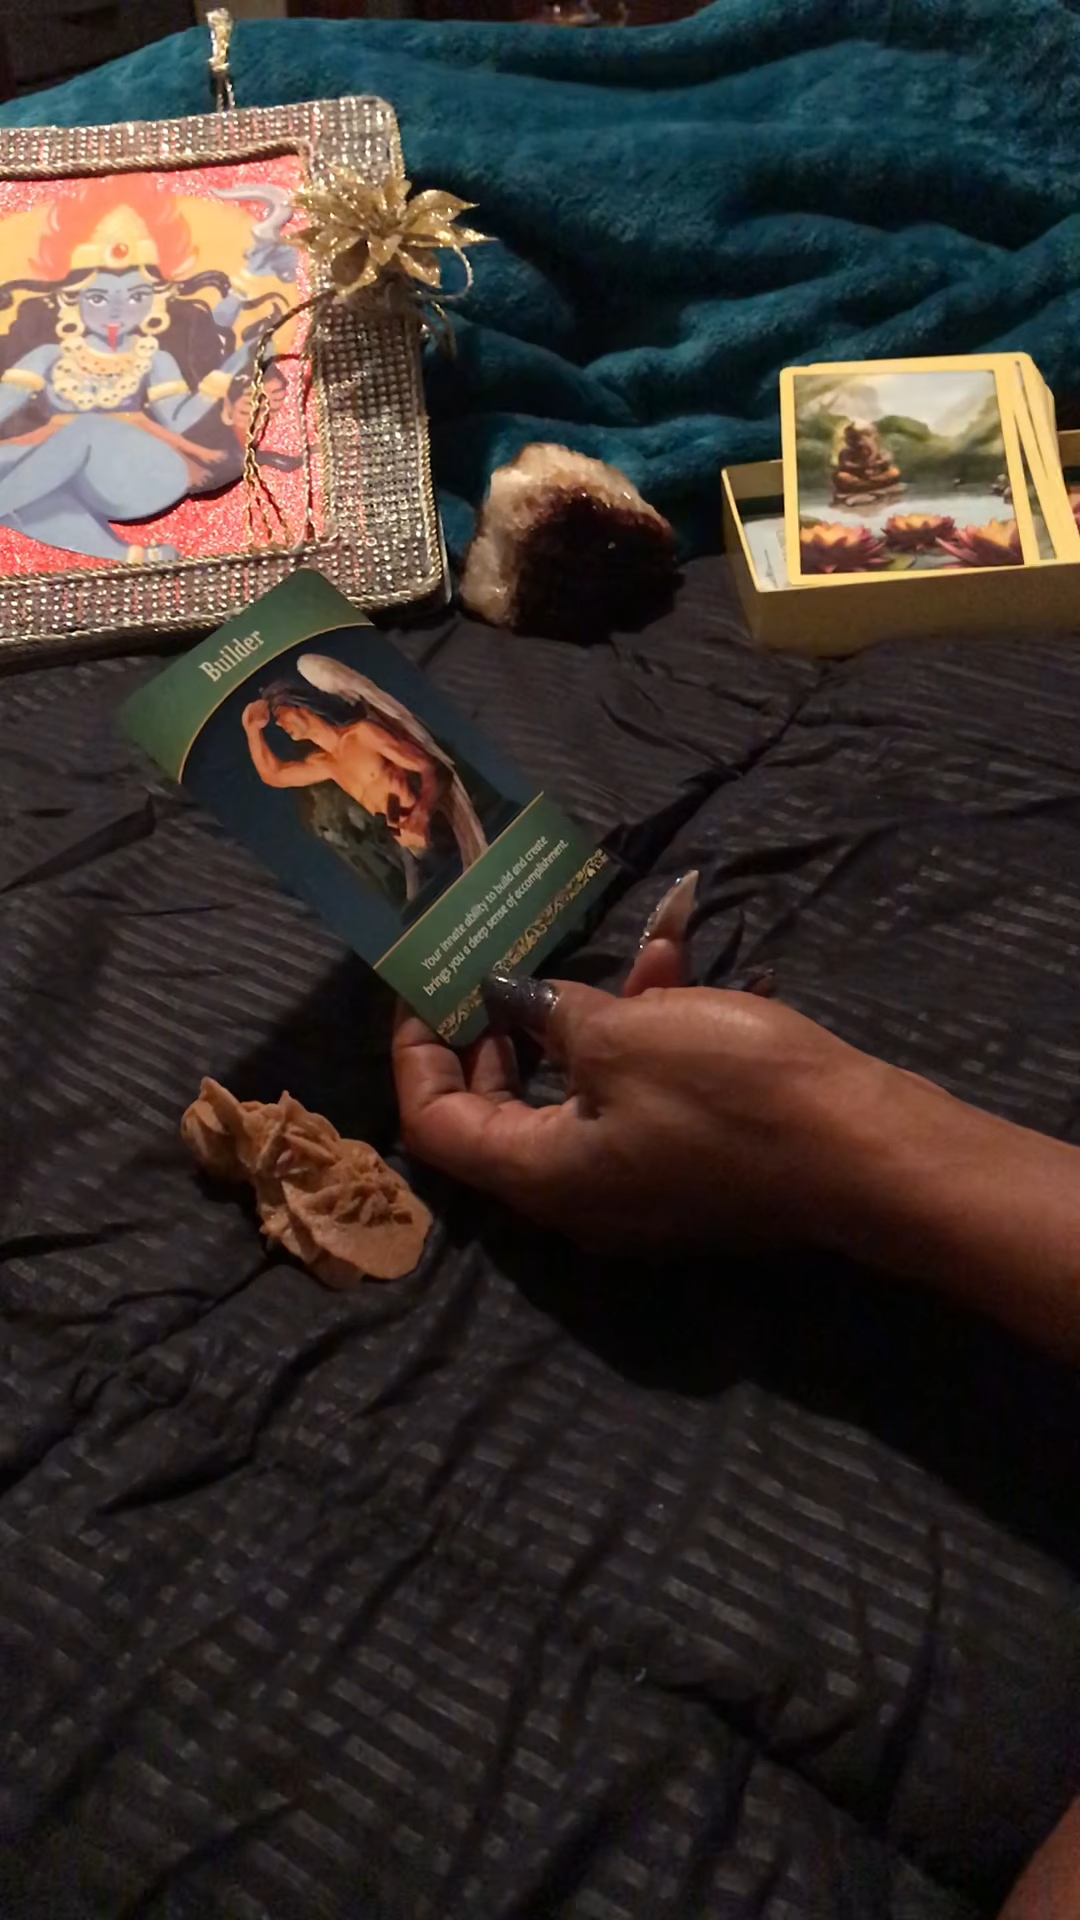 Builder
Your innate ability to build and create
brings you a deep sense of accomplishment.